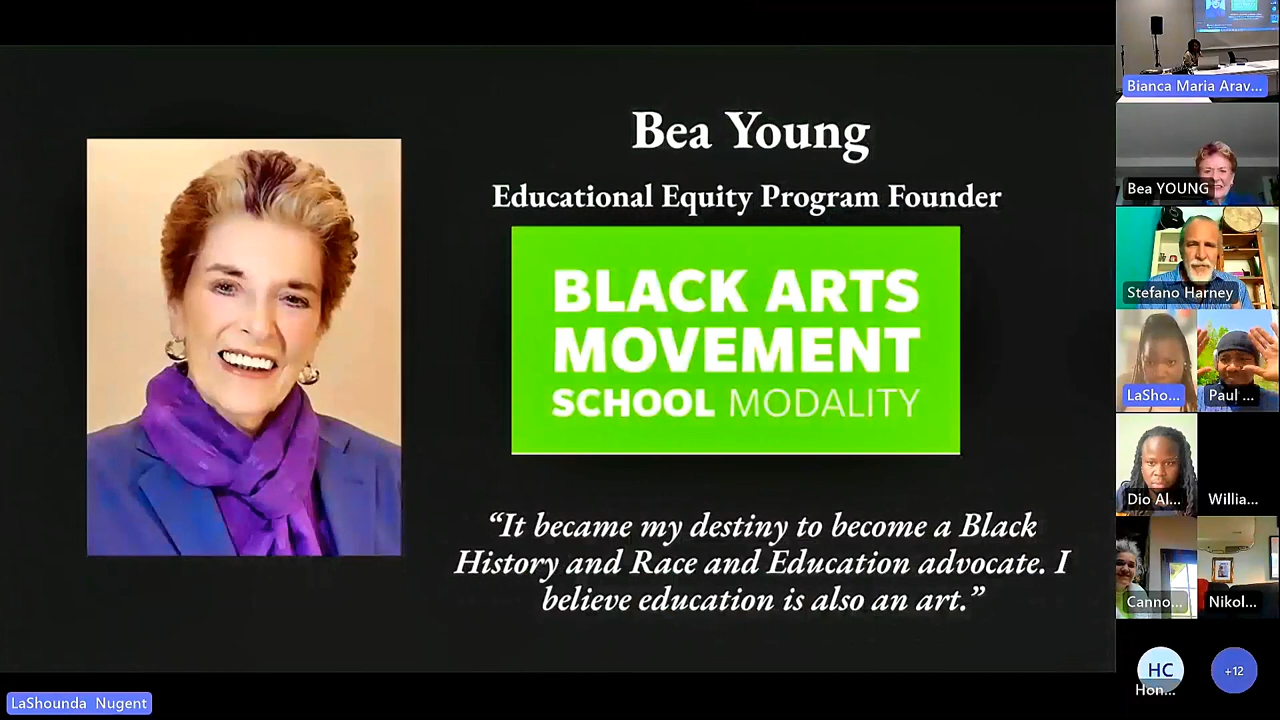 Bea Young
Educational Equity Program Founder
BLACK ARTS
MOVEMENT
SCHOOL MODALITY
“It became my destiny to become a Black
History and Race and Education advocate. I
believe education is also an art.”
LaShounda Nugent
Bianca Maria Arav...
Bea YOUNG
Stefano Harney
LaSho...
Paul ...
Dio Al...
Willia...
Canno...
Nikol...
HC
Hon...
+12